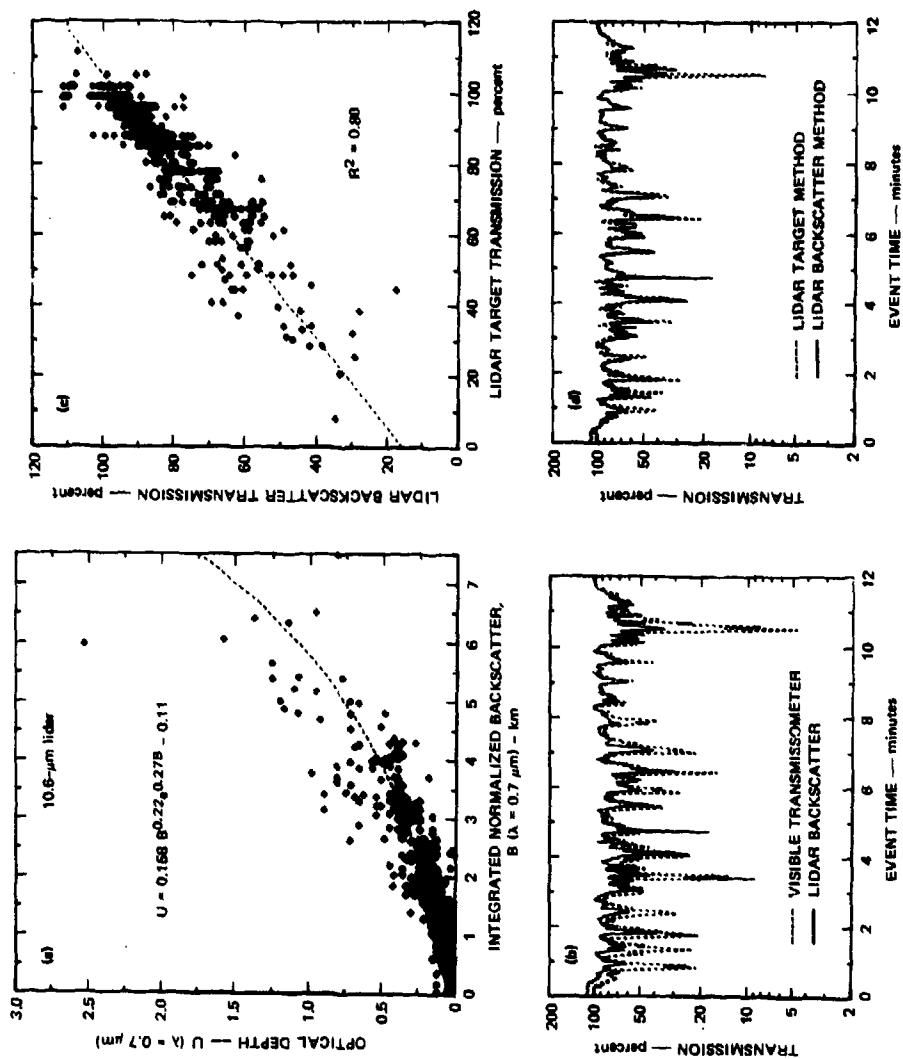 (a)
10.6-μm lidar
U = 0.168 B^0.22 e^0.27B − 0.11
3.0
2.5
2.0
1.5
1.0
0.5
0
OPTICAL DEPTH — U (λ = 0.7 μm)
0 1 2 3 4 5 6 7
INTEGRATED NORMALIZED BACKSCATTER,
B (λ = 0.7 μm) – km
(c)
R² = 0.80
120
100
80
60
40
20
0
LIDAR BACKSCATTER TRANSMISSION — percent
0 20 40 60 80 100 120
LIDAR TARGET TRANSMISSION — percent
(b)
200
100
50
20
10
5
2
TRANSMISSION — percent
VISIBLE TRANSMISSOMETER
LIDAR BACKSCATTER
0 2 4 6 8 10 12
EVENT TIME — minutes
(d)
200
100
50
20
10
5
2
TRANSMISSION — percent
LIDAR TARGET METHOD
LIDAR BACKSCATTER METHOD
0 2 4 6 8 10 12
EVENT TIME — minutes